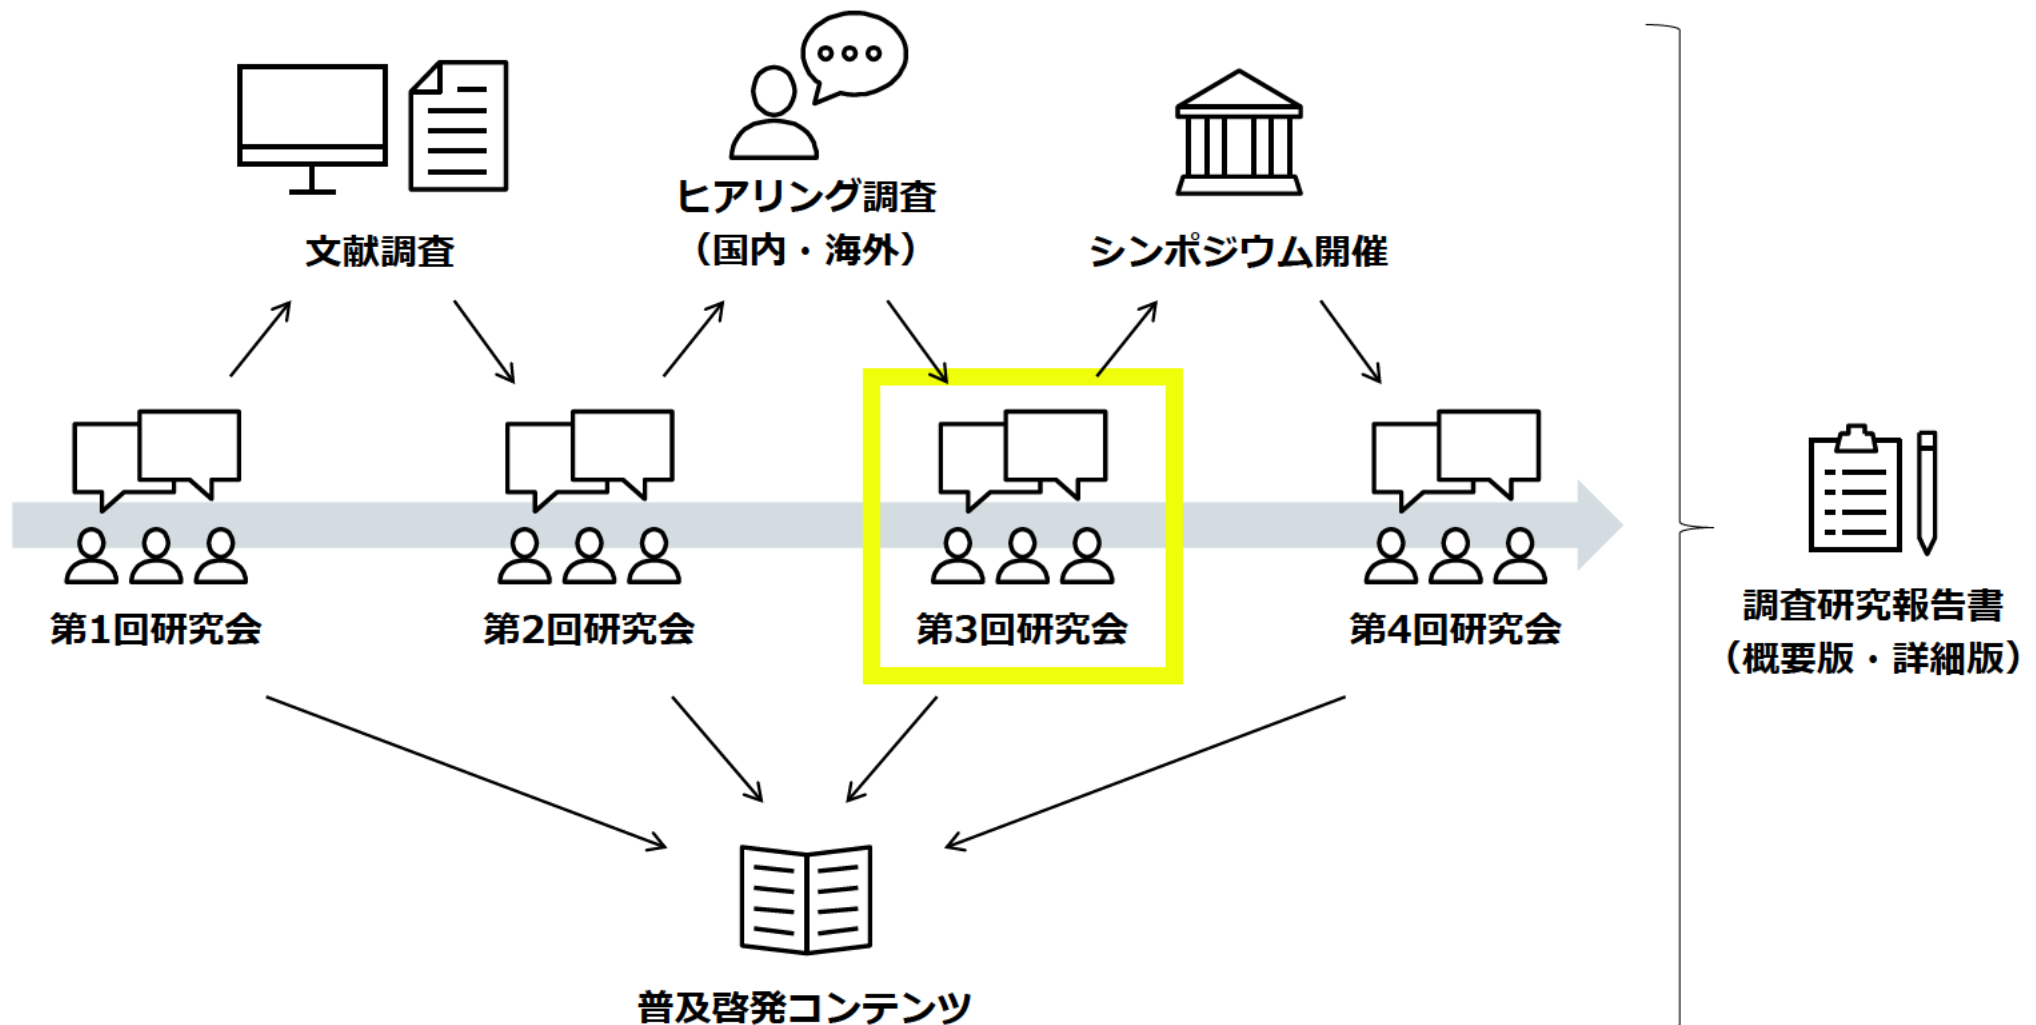 文献調査
ヒアリング調査
（国内・海外）
シンポジウム開催
第1回研究会
第2回研究会
第3回研究会
第4回研究会
調査研究報告書
（概要版・詳細版）
普及啓発コンテンツ